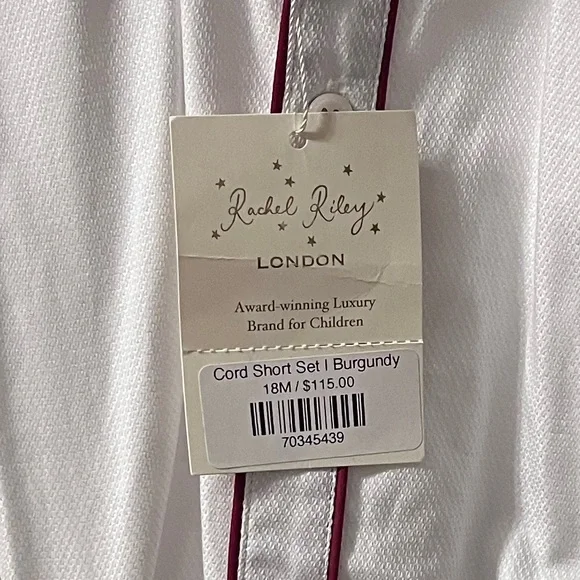 Rachel Riley
LONDON
Award-winning Luxury
Brand for Children
Cord Short Set | Burgundy
18M / $115.00
70345439